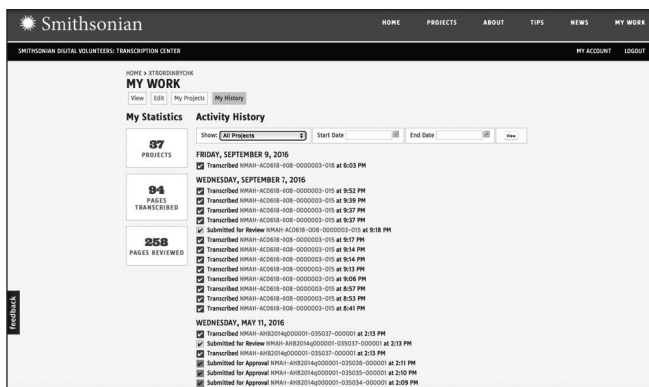 Smithsonian
HOME PROJECTS ABOUT TIPS NEWS MY WORK
SMITHSONIAN DIGITAL VOLUNTEERS: TRANSCRIPTION CENTER
MY ACCOUNT LOGOUT
HOME > XTRORDINRYCHK
MY WORK
View Edit My Projects My History
My Statistics
37
PROJECTS
94
PAGES
TRANSCRIBED
258
PAGES REVIEWED
Activity History
Show: All Projects Start Date End Date View
FRIDAY, SEPTEMBER 9, 2016
Transcribed NMAH-AC0618-008-0000003-018 at 6:03 PM
WEDNESDAY, SEPTEMBER 7, 2016
Transcribed NMAH-AC0618-008-0000003-015 at 9:52 PM
Transcribed NMAH-AC0618-008-0000003-015 at 9:39 PM
Transcribed NMAH-AC0618-008-0000003-015 at 9:37 PM
Transcribed NMAH-AC0618-008-0000003-015 at 9:37 PM
Submitted for Review NMAH-AC0618-008-0000003-015 at 9:18 PM
Transcribed NMAH-AC0618-008-0000003-015 at 9:17 PM
Transcribed NMAH-AC0618-008-0000003-015 at 9:14 PM
Transcribed NMAH-AC0618-008-0000003-015 at 9:14 PM
Transcribed NMAH-AC0618-008-0000003-015 at 9:13 PM
Transcribed NMAH-AC0618-008-0000003-015 at 9:06 PM
Transcribed NMAH-AC0618-008-0000003-015 at 8:57 PM
Transcribed NMAH-AC0618-008-0000003-015 at 8:53 PM
Transcribed NMAH-AC0618-008-0000003-015 at 8:41 PM
WEDNESDAY, MAY 11, 2016
Transcribed NMAH-AHB2014q000001-035037-000001 at 2:13 PM
Submitted for Review NMAH-AHB2014q000001-035037-000001 at 2:13 PM
Transcribed NMAH-AHB2014q000001-035037-000001 at 2:13 PM
Submitted for Approval NMAH-AHB2014q000001-035036-000001 at 2:11 PM
Submitted for Approval NMAH-AHB2014q000001-035035-000001 at 2:10 PM
Submitted for Approval NMAH-AHB2014q000001-035034-000001 at 2:09 PM
feedback